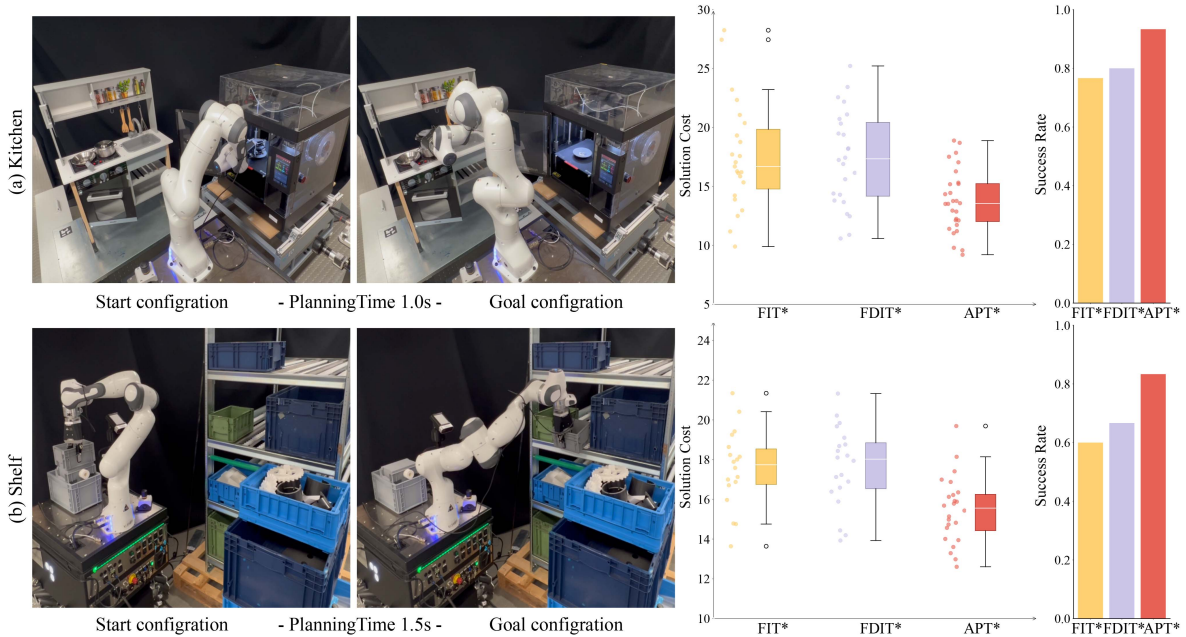 (a) Kitchen
Start configration - PlanningTime 1.0s - Goal configration
Solution Cost
30
25
20
15
10
5
FIT* FDIT* APT*
Success Rate
1.0
0.8
0.6
0.4
0.2
0.0
FIT* FDIT* APT*
(b) Shelf
Start configration - PlanningTime 1.5s - Goal configration
Solution Cost
24
22
20
18
16
14
12
10
FIT* FDIT* APT*
Success Rate
1.0
0.8
0.6
0.4
0.2
0.0
FIT* FDIT* APT*